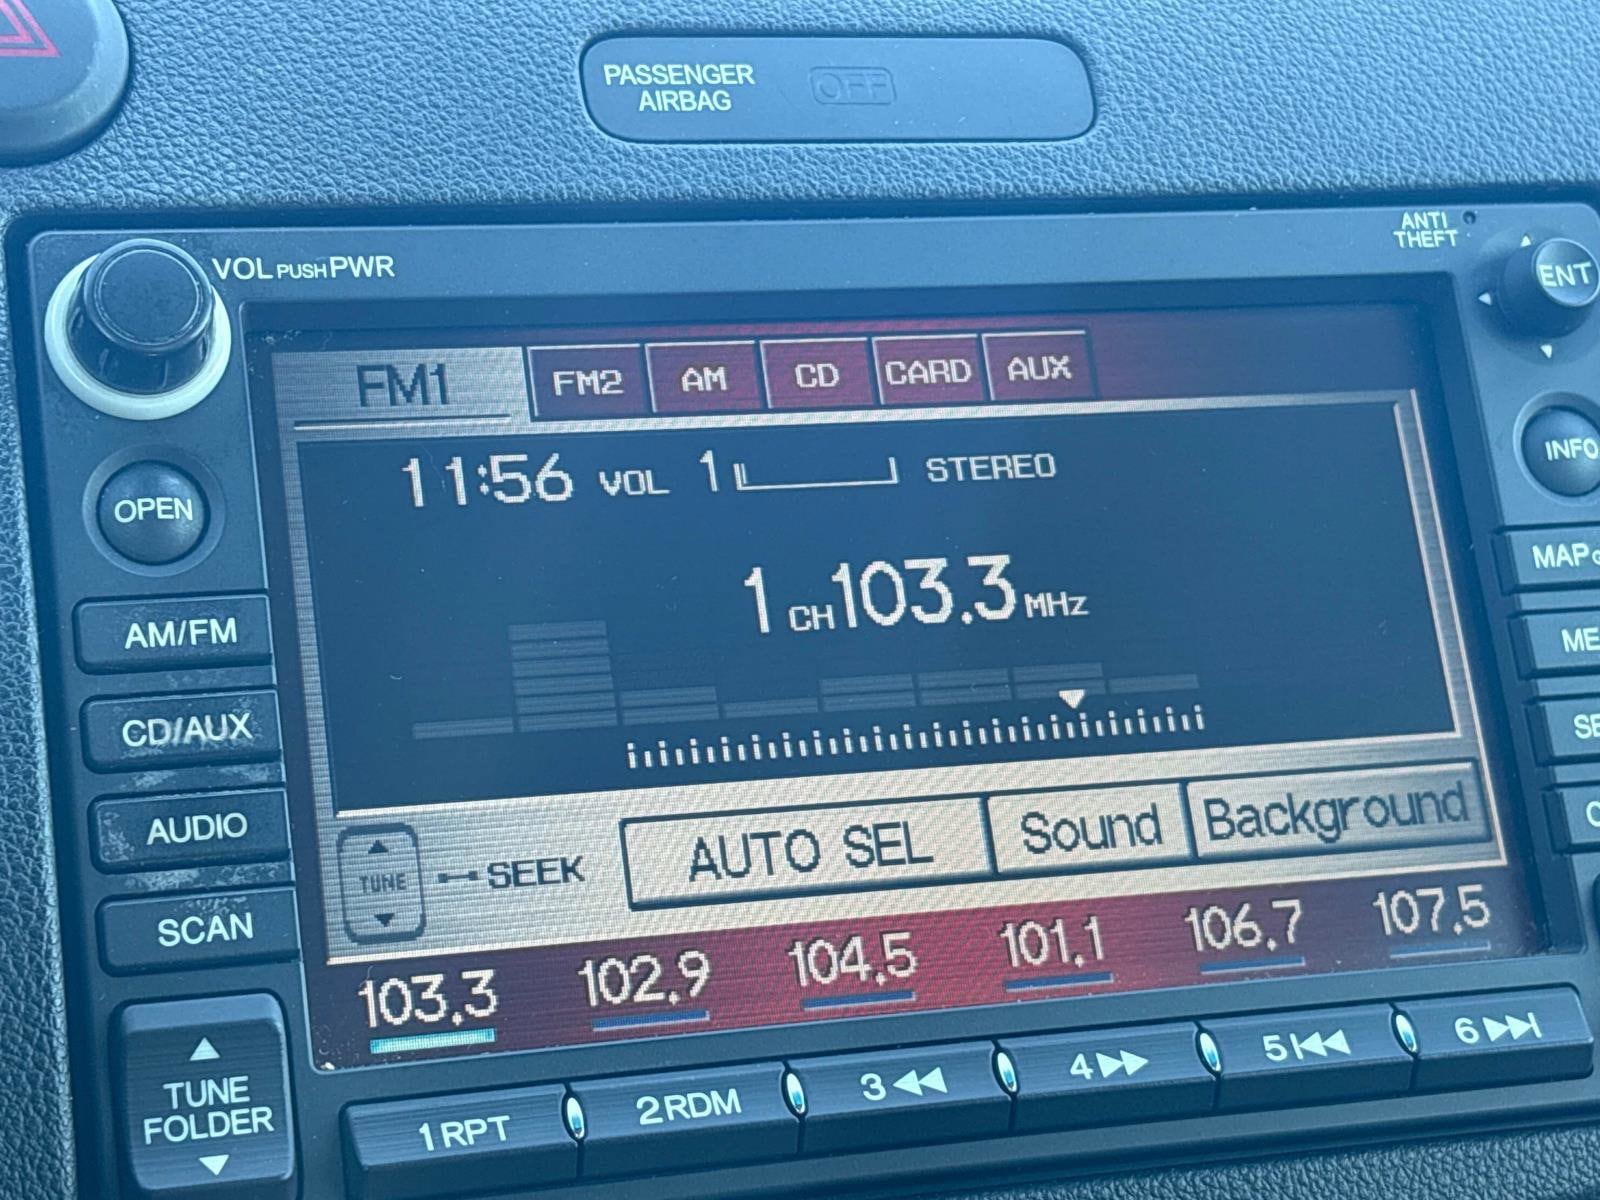 PASSENGER
AIRBAG
OFF
ANTI
THEFT
VOL PUSH PWR
ENT
FM1 FM2 AM CD CARD AUX
INFO
OPEN
11:56 VOL 1 STEREO
MAP
1 CH 103.3 MHz
AM/FM
CD/AUX
AUDIO
SCAN
TUNE SEEK AUTO SEL Sound Background
103.3 102.9 104.5 101.1 106.7 107.5
TUNE
FOLDER
1 RPT 2 RDM 3 ◀◀ 4 ▶▶ 5 |◀◀ 6 ▶▶|